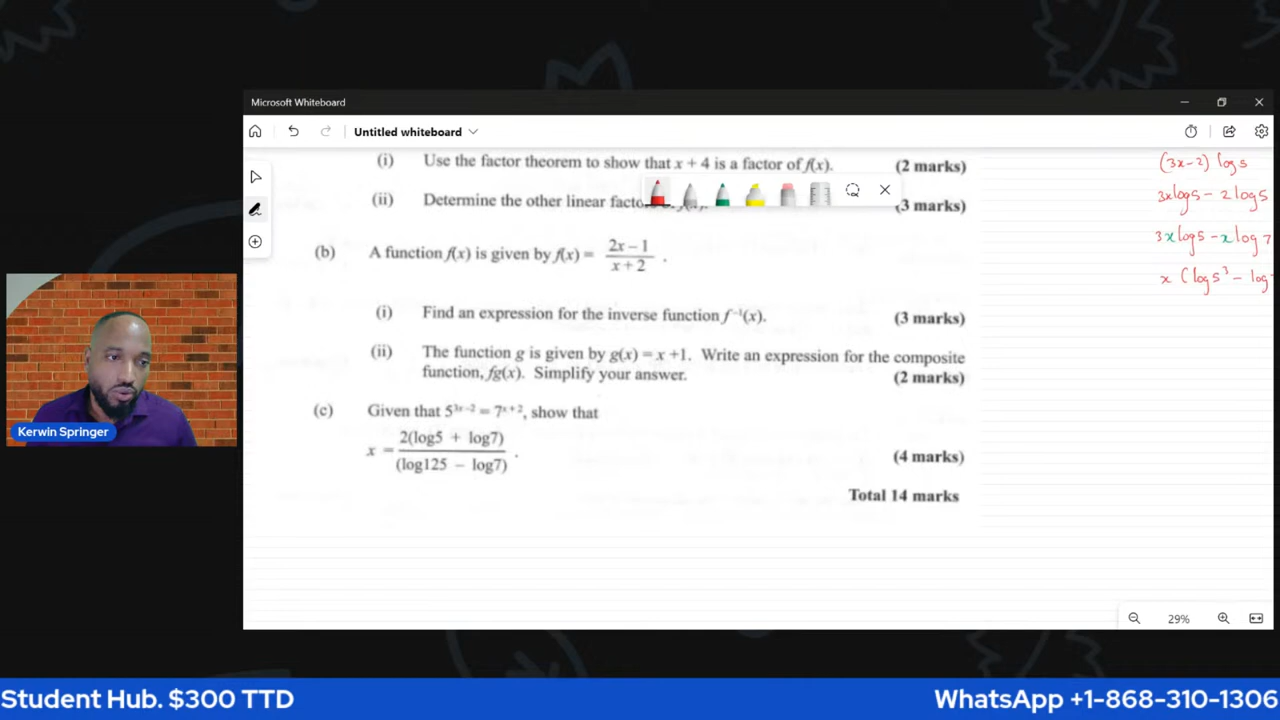 Microsoft Whiteboard
Untitled whiteboard
(i) Use the factor theorem to show that x + 4 is a factor of f(x). (2 marks)
(ii) Determine the other linear (3 marks)
(b) A function f(x) is given by f(x) = 2x – 1 / x + 2 .
(i) Find an expression for the inverse function f⁻¹(x). (3 marks)
(ii) The function g is given by g(x) = x +1. Write an expression for the composite
function, fg(x). Simplify your answer. (2 marks)
(c) Given that 5³ˣ⁻² = 7ˣ⁺², show that
x = 2(log5 + log7) / (log125 – log7) .
(4 marks)
Total 14 marks
(3x-2) log5
3xlog5 - 2log5
3xlog5 - xlog7
x (log5³ - log
29%
Kerwin Springer
Student Hub. $300 TTD
WhatsApp +1-868-310-1306